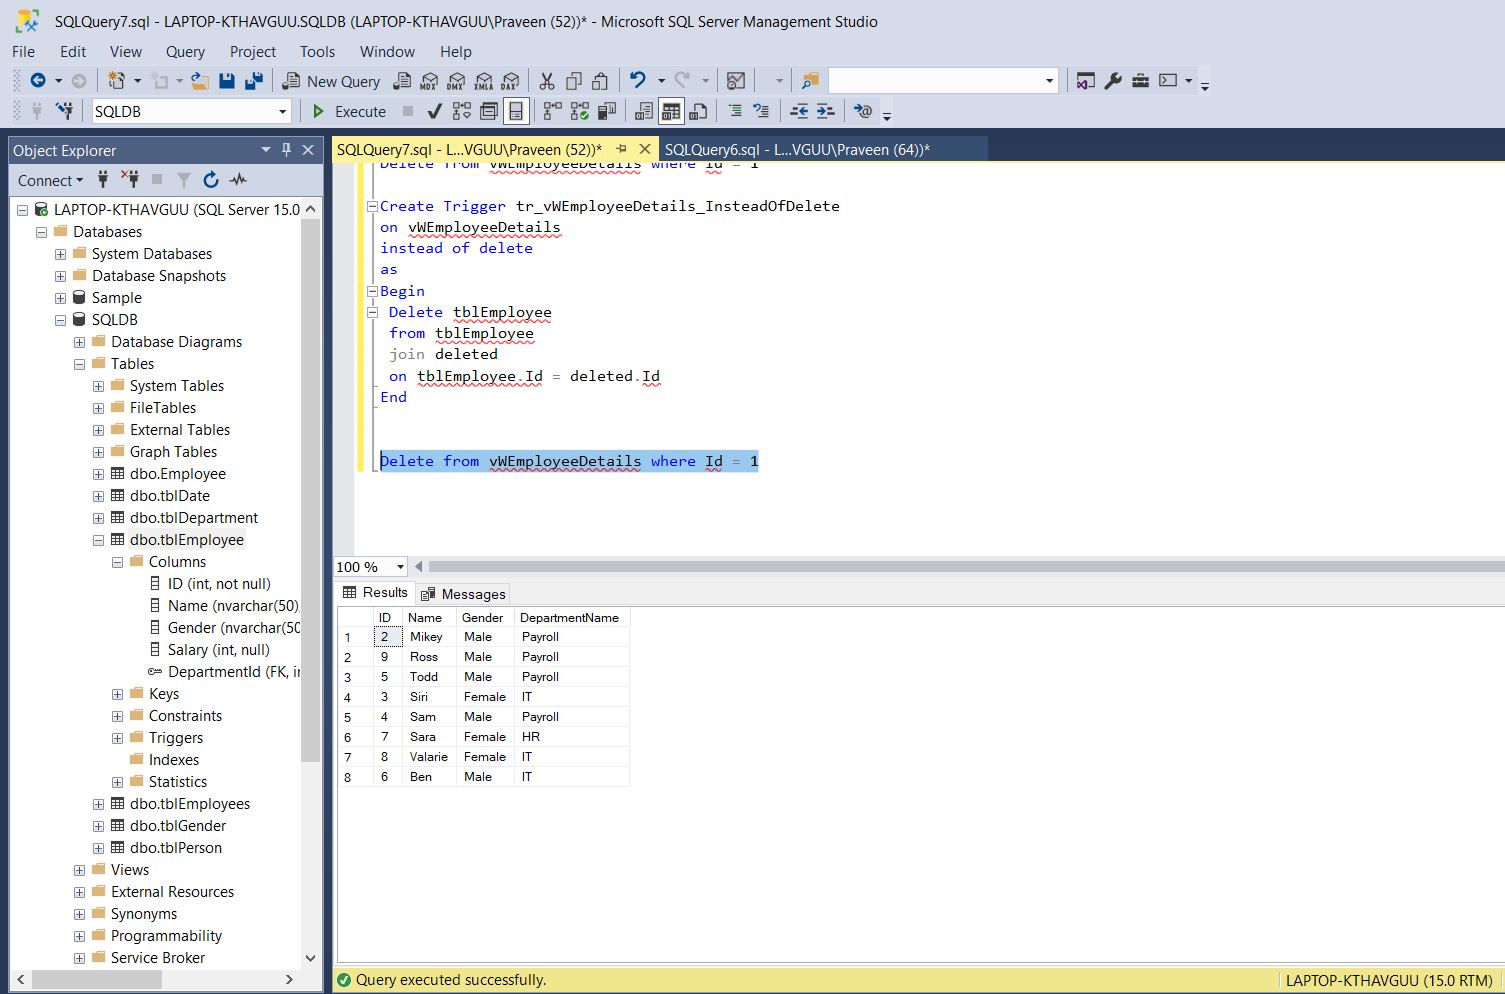 SQLQuery7.sql - LAPTOP-KTHAVGUU.SQLDB (LAPTOP-KTHAVGUU\Praveen (52))* - Microsoft SQL Server Management Studio
File Edit View Query Project Tools Window Help
New Query MDX DMX XMLA DAX
SQLDB Execute
Object Explorer
Connect
LAPTOP-KTHAVGUU (SQL Server 15.0
Databases
System Databases
Database Snapshots
Sample
SQLDB
Database Diagrams
Tables
System Tables
FileTables
External Tables
Graph Tables
dbo.Employee
dbo.tblDate
dbo.tblDepartment
dbo.tblEmployee
Columns
ID (int, not null)
Name (nvarchar(50),
Gender (nvarchar(50
Salary (int, null)
DepartmentId (FK, in
Keys
Constraints
Triggers
Indexes
Statistics
dbo.tblEmployees
dbo.tblGender
dbo.tblPerson
Views
External Resources
Synonyms
Programmability
Service Broker
SQLQuery7.sql - L...VGUU\Praveen (52))* SQLQuery6.sql - L...VGUU\Praveen (64))*
Delete from vWEmployeeDetails where Id = 1
Create Trigger tr_vWEmployeeDetails_InsteadOfDelete
on vWEmployeeDetails
instead of delete
as
Begin
Delete tblEmployee
from tblEmployee
join deleted
on tblEmployee.Id = deleted.Id
End
Delete from vWEmployeeDetails where Id = 1
100 %
Results Messages
ID Name Gender DepartmentName
1 2 Mikey Male Payroll
2 9 Ross Male Payroll
3 5 Todd Male Payroll
4 3 Siri Female IT
5 4 Sam Male Payroll
6 7 Sara Female HR
7 8 Valarie Female IT
8 6 Ben Male IT
Query executed successfully. LAPTOP-KTHAVGUU (15.0 RTM)